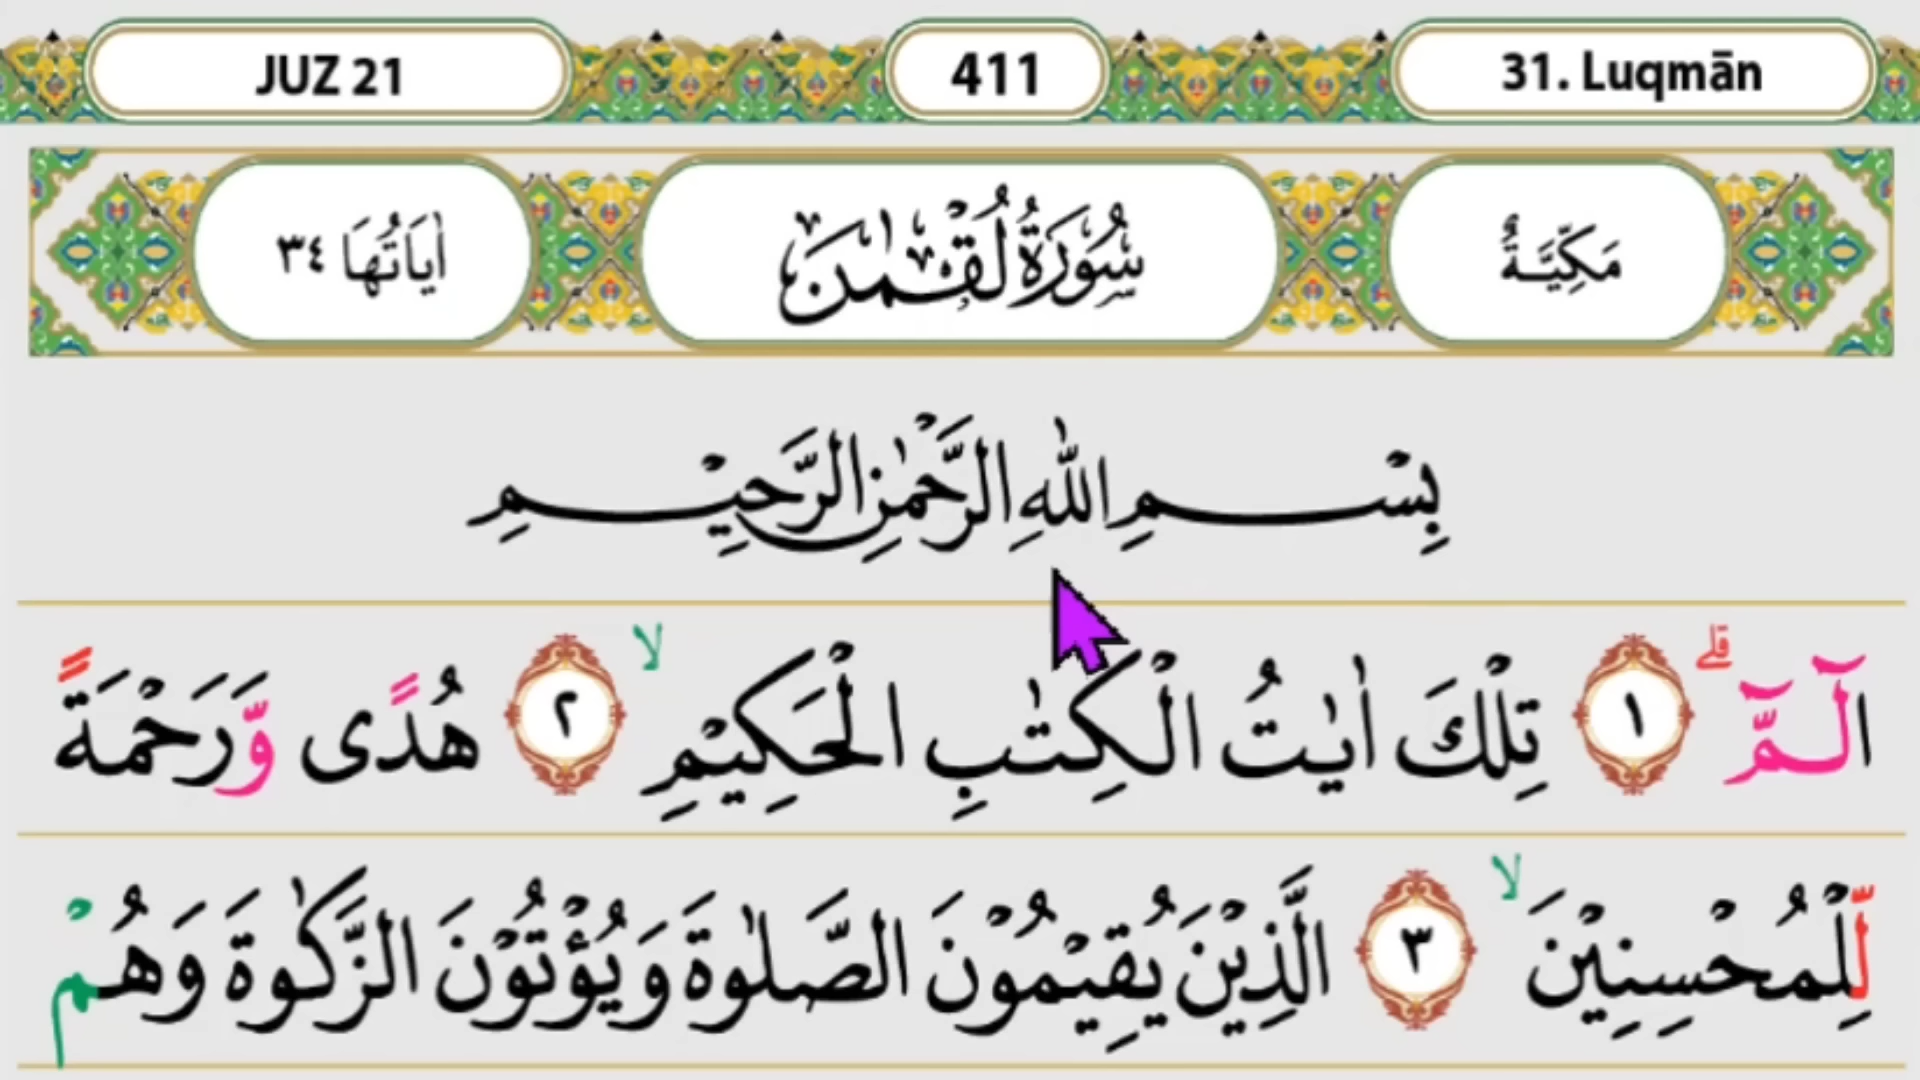 JUZ 21 411 31. Luqmān
مَكِّيَّةٌ سُوْرَةُ لُقْمٰنَ اٰيَاتُهَا ٣٤
بِسْمِ اللّٰهِ الرَّحْمٰنِ الرَّحِيْمِ
الۤـمّۤ ۗ ١ تِلْكَ اٰيٰتُ الْكِتٰبِ الْحَكِيْمِ ۙ ٢ هُدًى وَّرَحْمَةً
لِّلْمُحْسِنِيْنَ ۙ ٣ الَّذِيْنَ يُقِيْمُوْنَ الصَّلٰوةَ وَيُؤْتُوْنَ الزَّكٰوةَ وَهُمْ